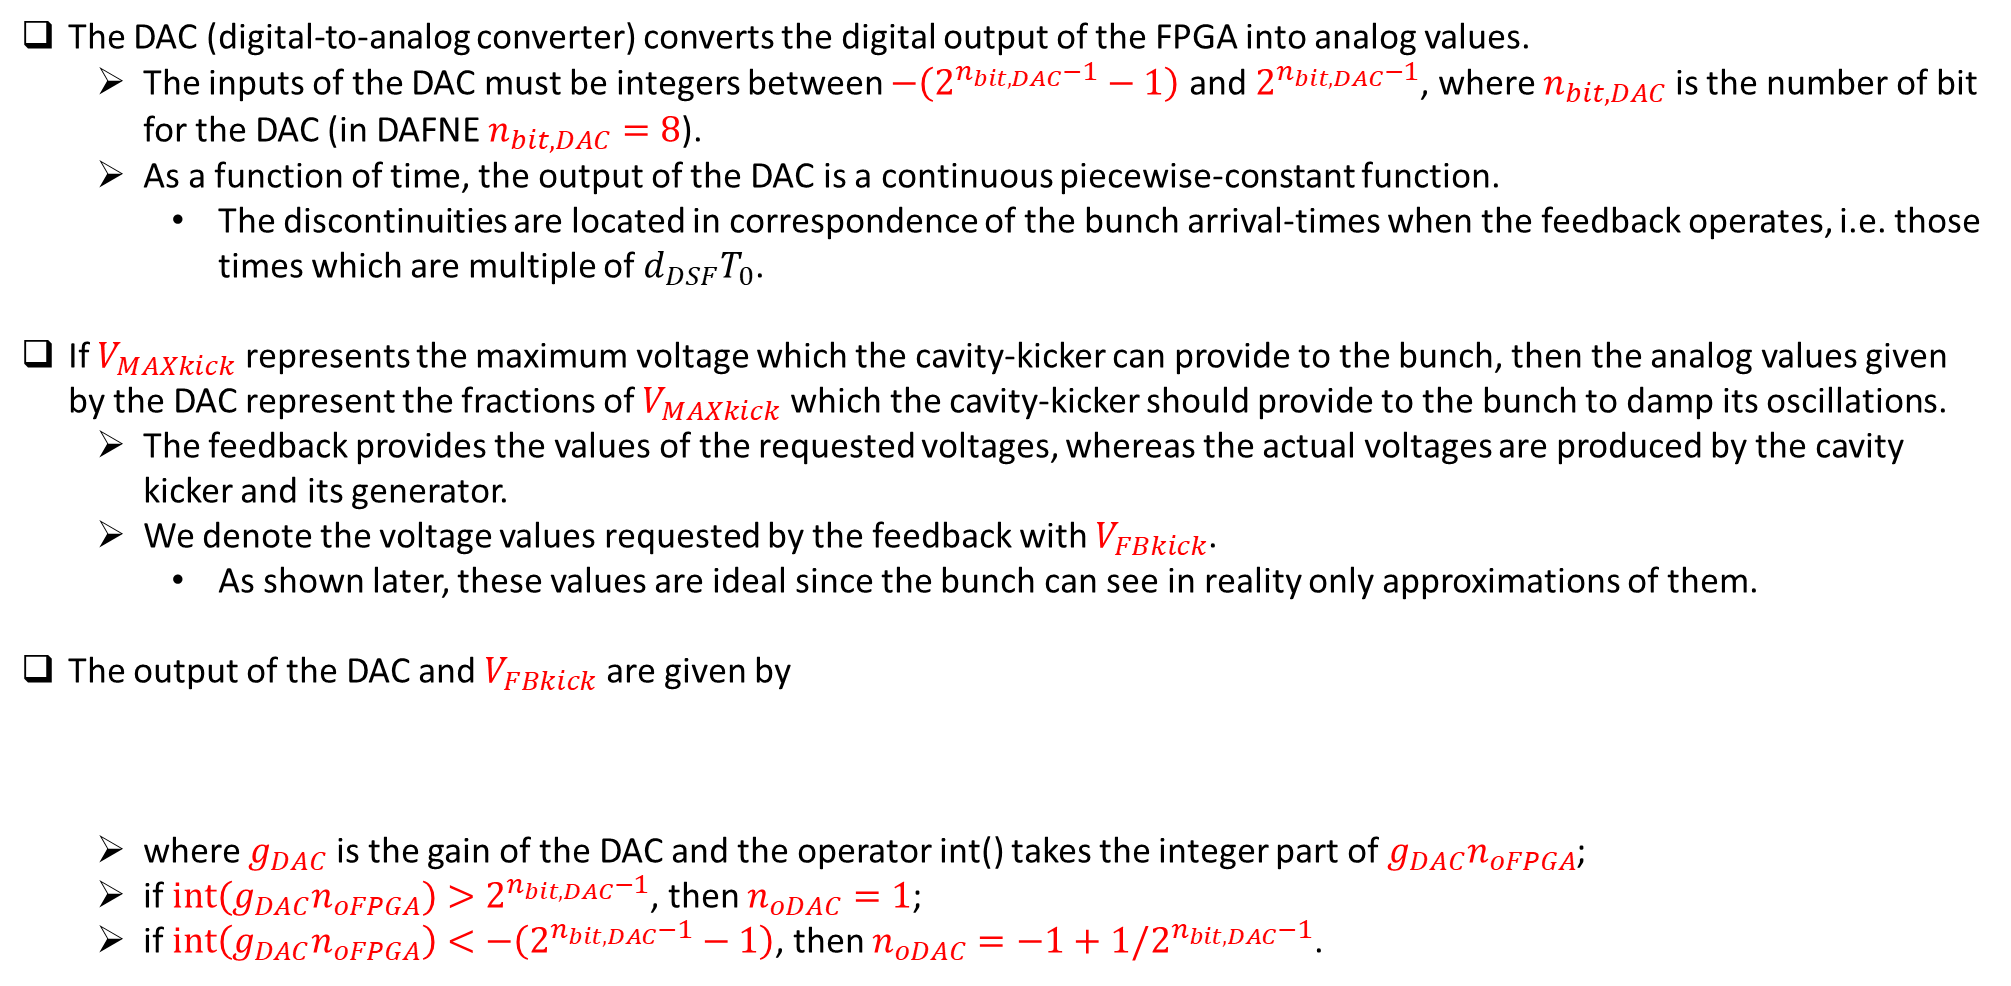 ❑ The DAC (digital-to-analog converter) converts the digital output of the FPGA into analog values.
➢ The inputs of the DAC must be integers between $-(2^{n_{bit,DAC}-1} - 1)$ and $2^{n_{bit,DAC}-1}$, where $n_{bit,DAC}$ is the number of bit
for the DAC (in DAFNE $n_{bit,DAC} = 8$).
➢ As a function of time, the output of the DAC is a continuous piecewise-constant function.
• The discontinuities are located in correspondence of the bunch arrival-times when the feedback operates, i.e. those
times which are multiple of $d_{DSF}T_0$.
❑ If $V_{MAXkick}$ represents the maximum voltage which the cavity-kicker can provide to the bunch, then the analog values given
by the DAC represent the fractions of $V_{MAXkick}$ which the cavity-kicker should provide to the bunch to damp its oscillations.
➢ The feedback provides the values of the requested voltages, whereas the actual voltages are produced by the cavity
kicker and its generator.
➢ We denote the voltage values requested by the feedback with $V_{FBkick}$.
• As shown later, these values are ideal since the bunch can see in reality only approximations of them.
❑ The output of the DAC and $V_{FBkick}$ are given by
➢ where $g_{DAC}$ is the gain of the DAC and the operator int() takes the integer part of $g_{DAC}n_{oFPGA}$;
➢ if $\text{int}(g_{DAC}n_{oFPGA}) > 2^{n_{bit,DAC}-1}$, then $n_{oDAC} = 1$;
➢ if $\text{int}(g_{DAC}n_{oFPGA}) < -(2^{n_{bit,DAC}-1} - 1)$, then $n_{oDAC} = -1 + 1/2^{n_{bit,DAC}-1}$.